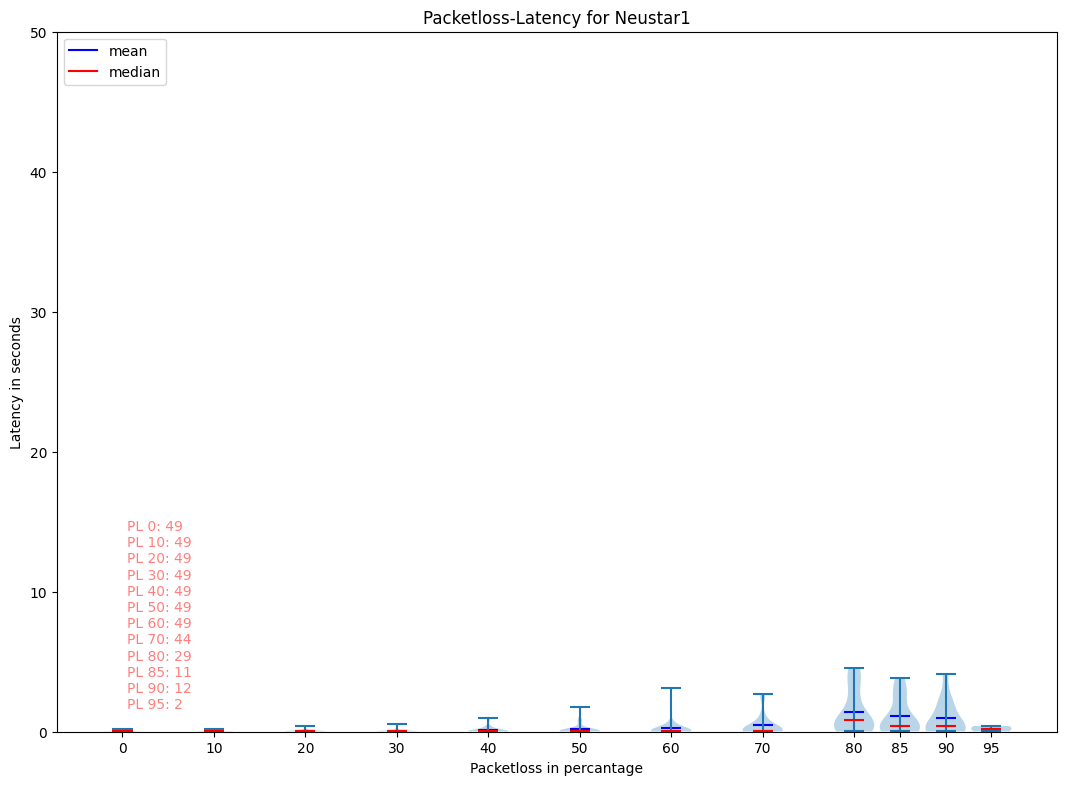 Packetloss-Latency for Neustar1
50
mean
median
40
30
20
10
0
Latency in seconds
PL 0: 49
PL 10: 49
PL 20: 49
PL 30: 49
PL 40: 49
PL 50: 49
PL 60: 49
PL 70: 44
PL 80: 29
PL 85: 11
PL 90: 12
PL 95: 2
0 10 20 30 40 50 60 70 80 85 90 95
Packetloss in percantage